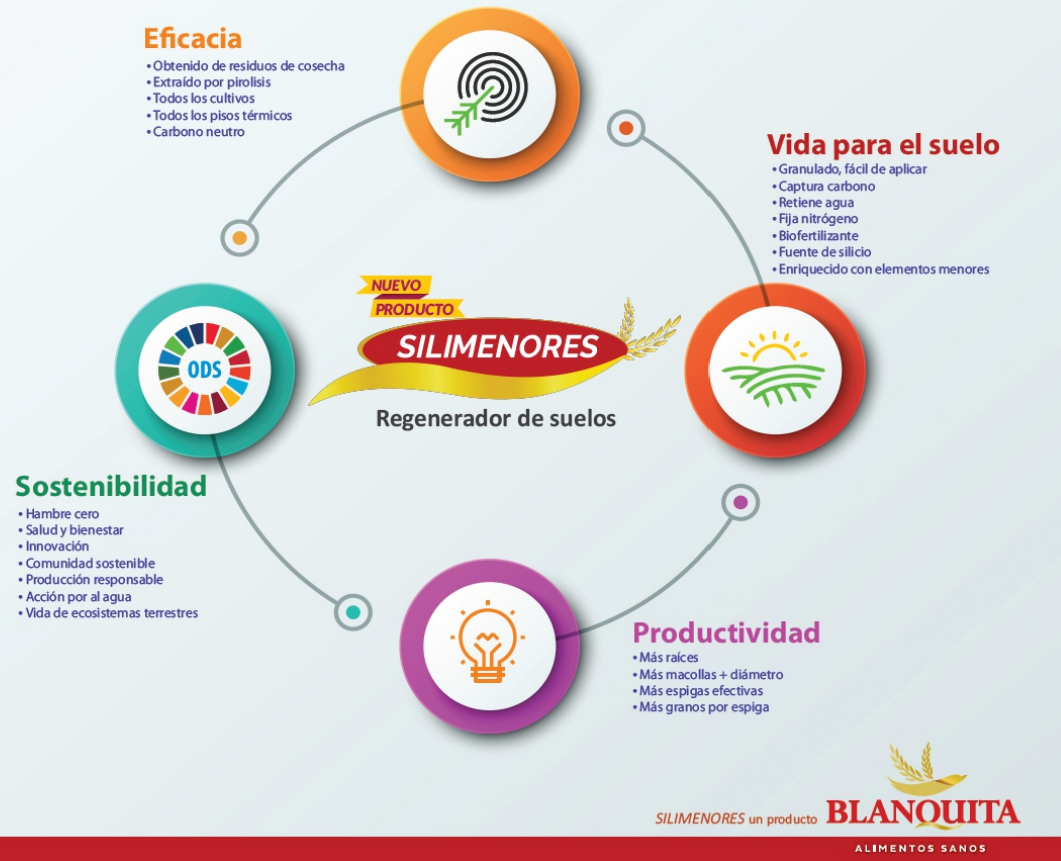 Eficacia
• Obtenido de residuos de cosecha
• Extraído por pirolisis
• Todos los cultivos
• Todos los pisos térmicos
• Carbono neutro
Vida para el suelo
• Granulado, fácil de aplicar
• Captura carbono
• Retiene agua
• Fija nitrógeno
• Biofertilizante
• Fuente de silicio
• Enriquecido con elementos menores
NUEVO
PRODUCTO
SILIMENORES
Regenerador de suelos
ODS
Sostenibilidad
• Hambre cero
• Salud y bienestar
• Innovación
• Comunidad sostenible
• Producción responsable
• Acción por al agua
• Vida de ecosistemas terrestres
Productividad
• Más raíces
• Más macollas + diámetro
• Más espigas efectivas
• Más granos por espiga
SILIMENORES un producto BLANQUITA
ALIMENTOS SANOS